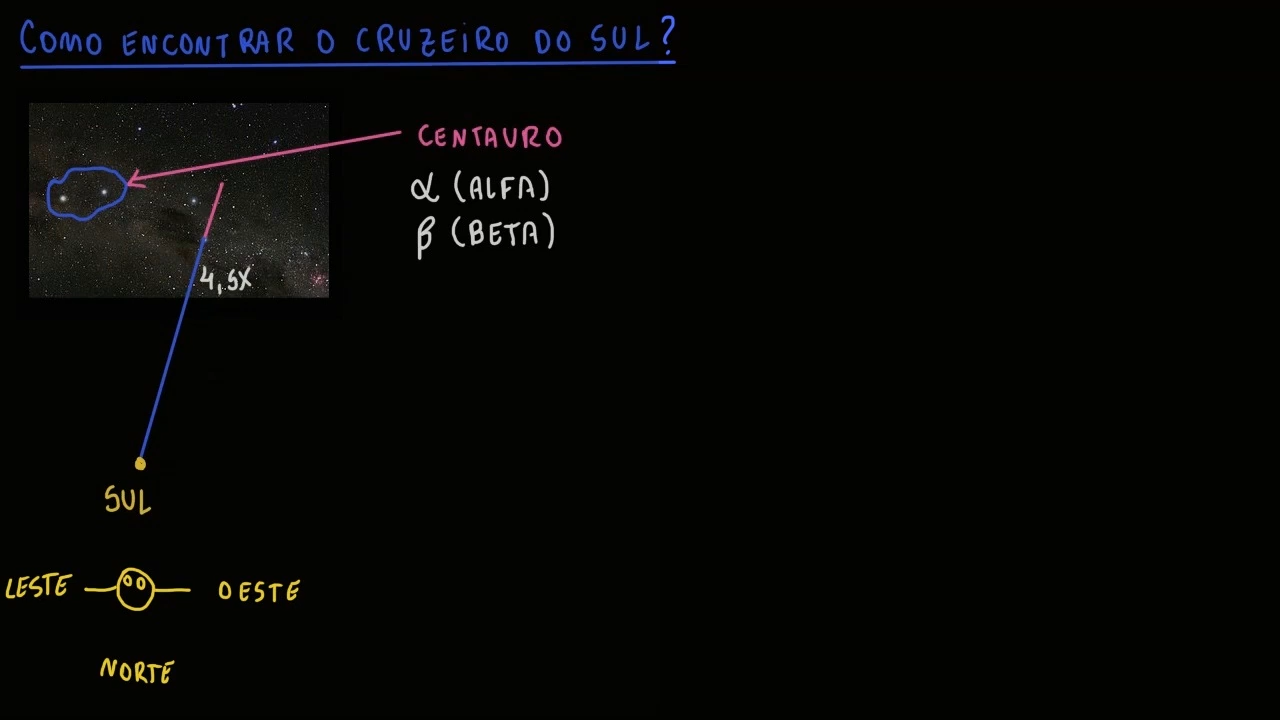 COMO ENCONTRAR O CRUZEIRO DO SUL?
CENTAURO
α (ALFA)
β (BETA)
4,5X
SUL
LESTE OESTE
NORTE